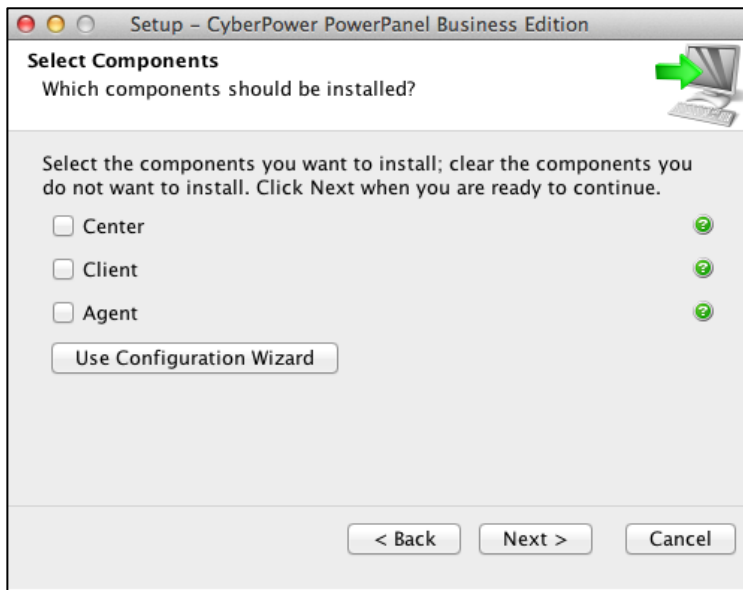 Setup – CyberPower PowerPanel Business Edition
Select Components
Which components should be installed?
Select the components you want to install; clear the components you
do not want to install. Click Next when you are ready to continue.
Center
Client
Agent
Use Configuration Wizard
< Back Next > Cancel